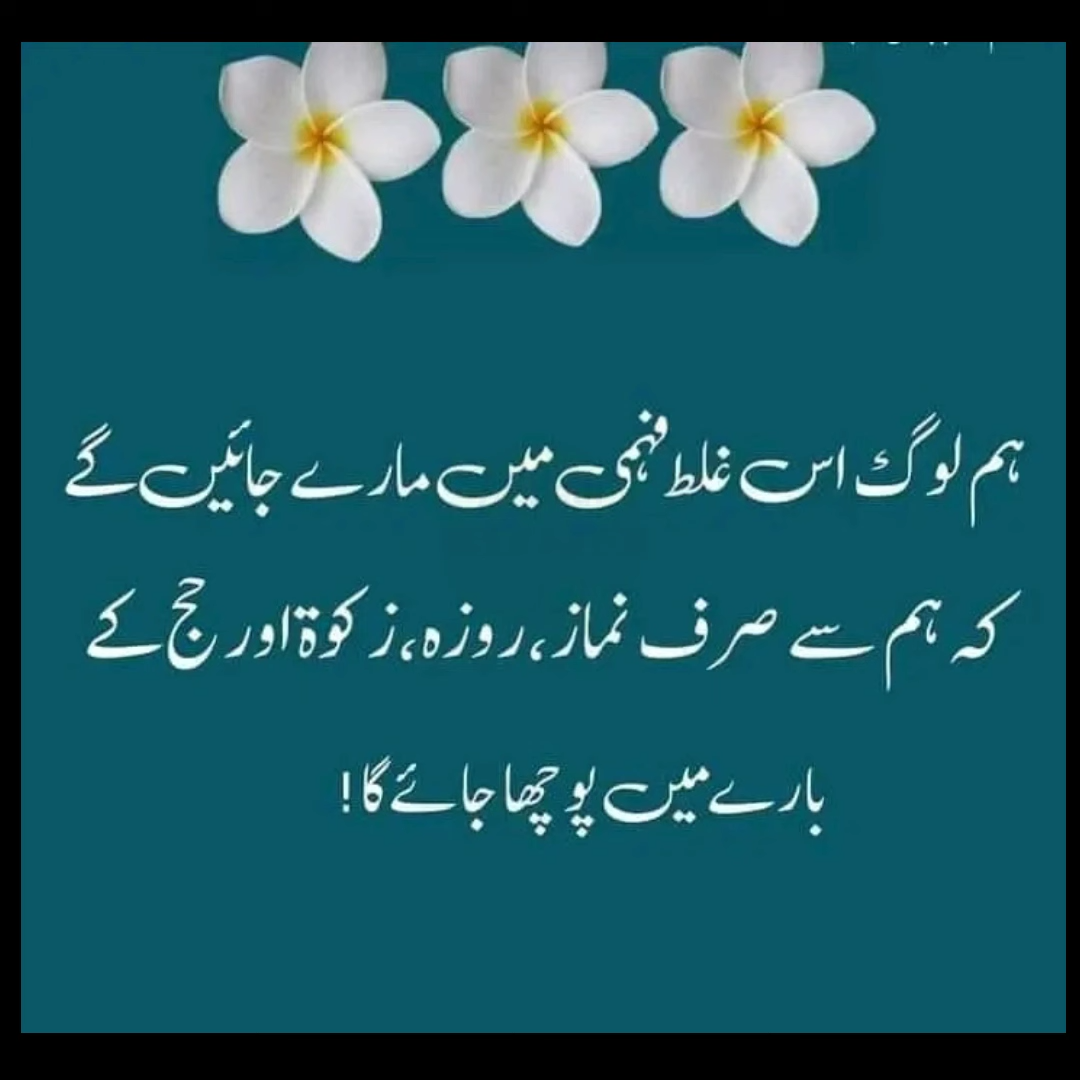 ہم لوگ اس غلط فہمی میں مارے جائیں گے
کہ ہم سے صرف نماز، روزہ، زکوۃ اور حج کے
بارے میں پوچھا جائے گا!